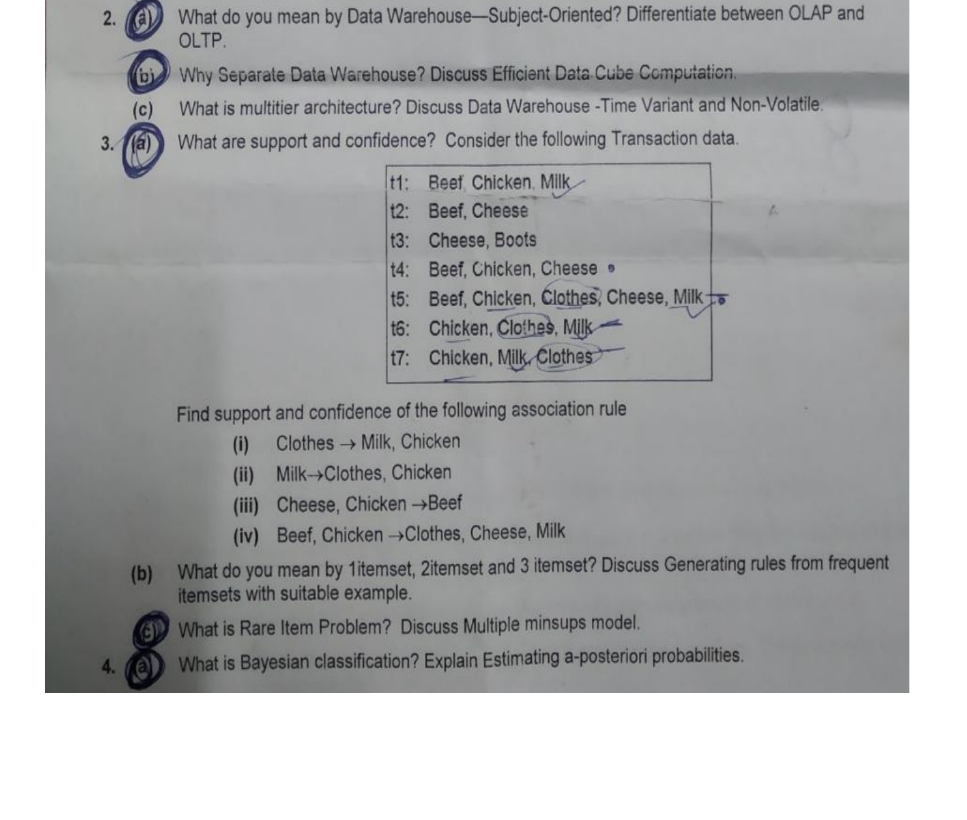 2. (a) What do you mean by Data Warehouse—Subject-Oriented? Differentiate between OLAP and
OLTP.
(b) Why Separate Data Warehouse? Discuss Efficient Data Cube Computation.
(c) What is multitier architecture? Discuss Data Warehouse -Time Variant and Non-Volatile.
3. (a) What are support and confidence? Consider the following Transaction data.
t1: Beef, Chicken, Milk
t2: Beef, Cheese
t3: Cheese, Boots
t4: Beef, Chicken, Cheese
t5: Beef, Chicken, Clothes, Cheese, Milk
t6: Chicken, Clothes, Milk
t7: Chicken, Milk, Clothes
Find support and confidence of the following association rule
(i) Clothes → Milk, Chicken
(ii) Milk→Clothes, Chicken
(iii) Cheese, Chicken →Beef
(iv) Beef, Chicken →Clothes, Cheese, Milk
(b) What do you mean by 1itemset, 2itemset and 3 itemset? Discuss Generating rules from frequent
itemsets with suitable example.
(c) What is Rare Item Problem? Discuss Multiple minsups model.
4. (a) What is Bayesian classification? Explain Estimating a-posteriori probabilities.